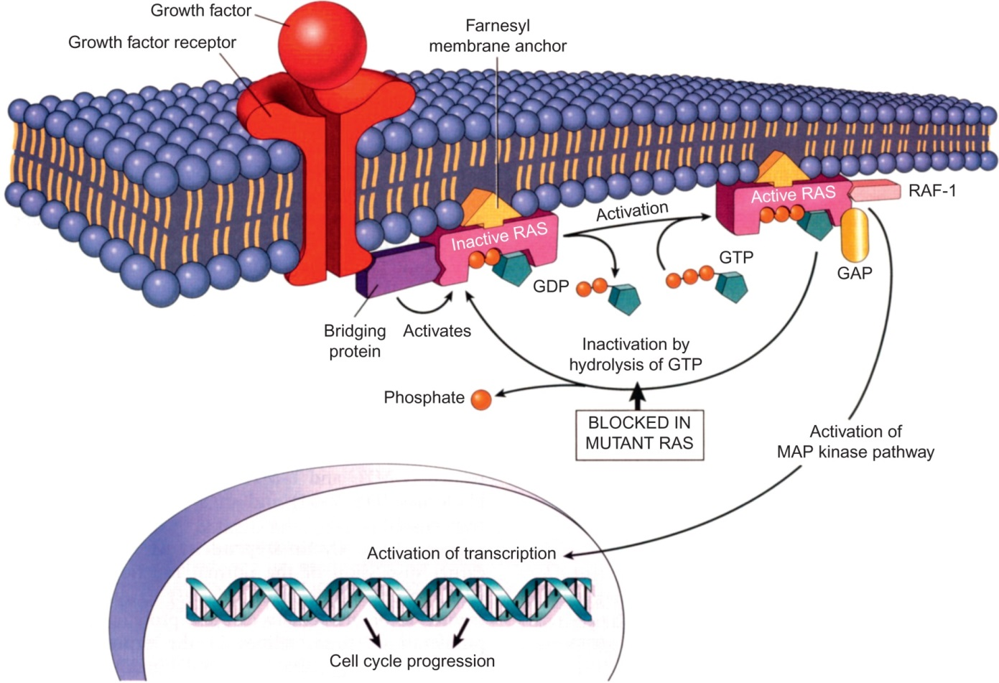 Growth factor
Growth factor receptor
Farnesyl
membrane anchor
Inactive RAS
Activation
Active RAS
RAF-1
GDP
GTP
GAP
Bridging
protein
Activates
Inactivation by
hydrolysis of GTP
Phosphate
BLOCKED IN
MUTANT RAS
Activation of
MAP kinase pathway
Activation of transcription
Cell cycle progression